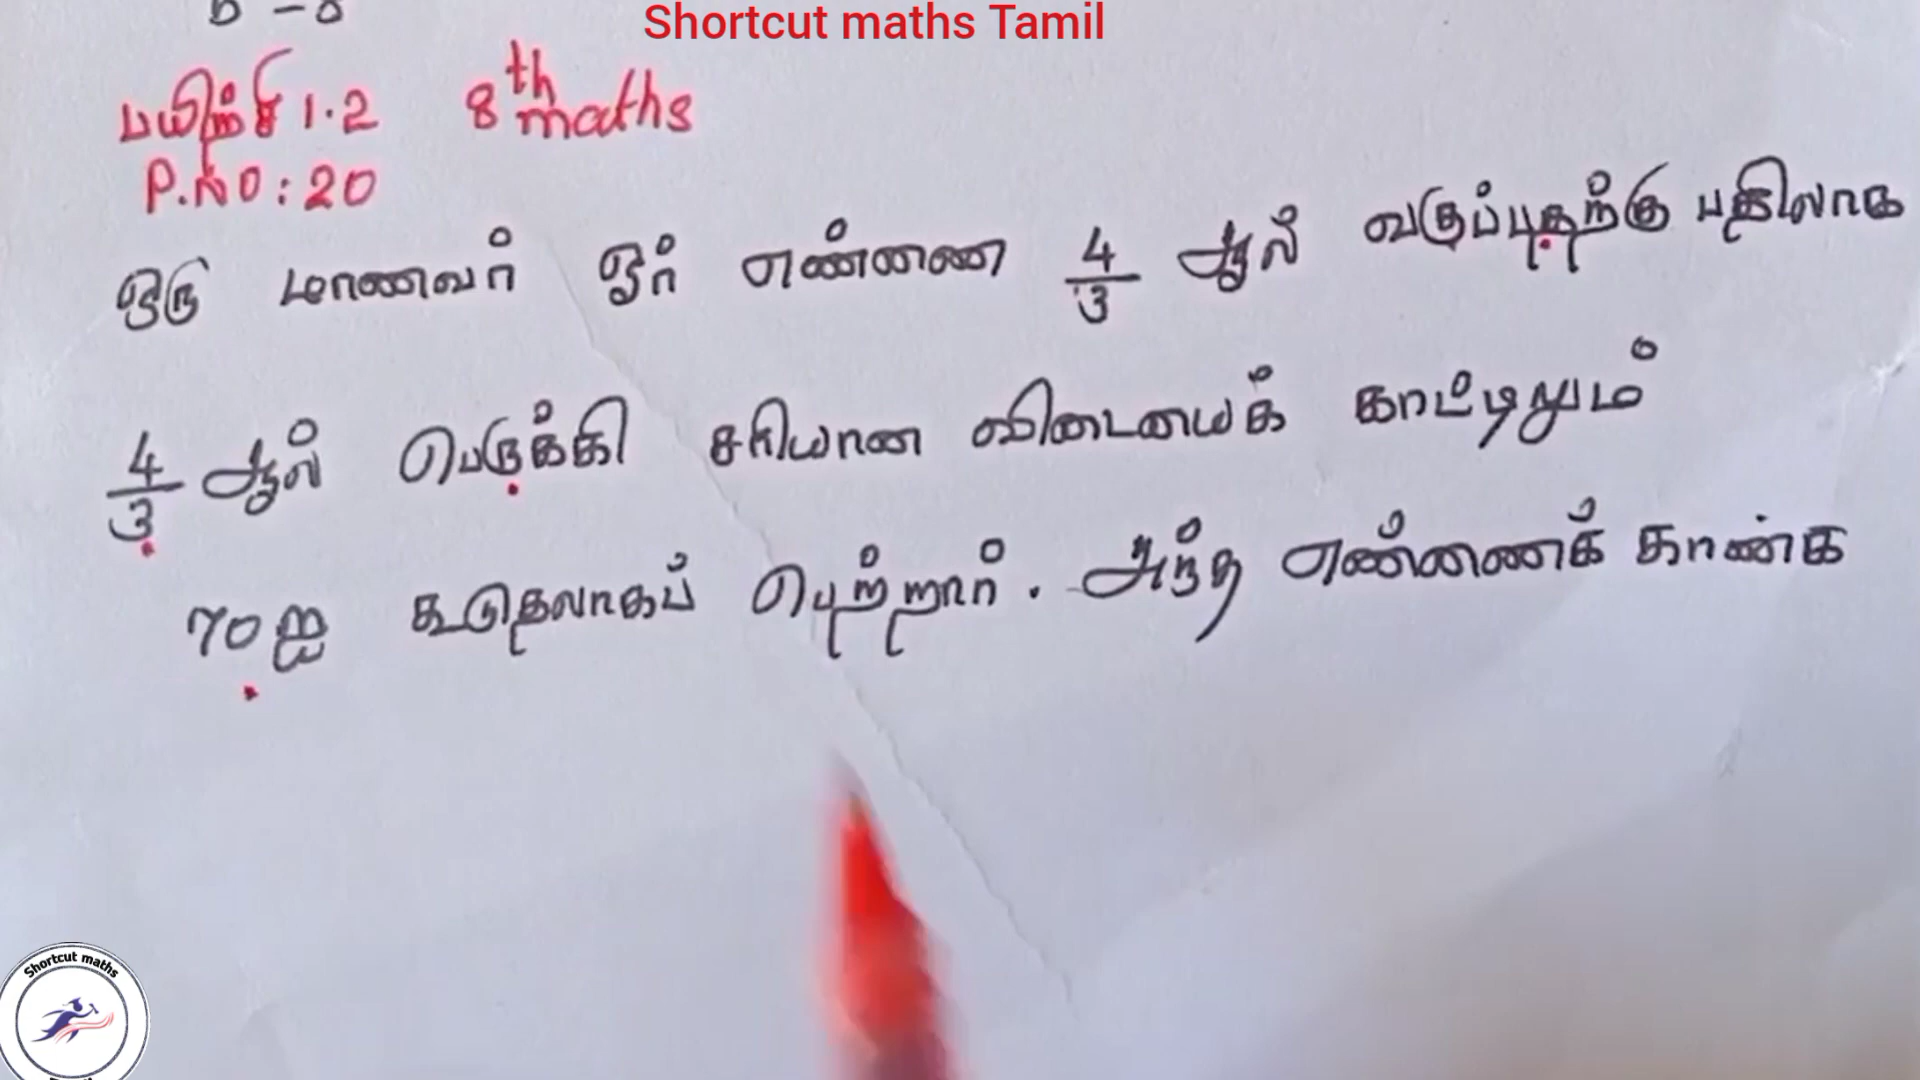 Shortcut maths Tamil
பயிற்சி 1.2 8th maths
P.NO: 20
ஒரு மாணவர் ஓர் எண்ணை 4/3 ஆல் வகுப்பதற்கு பதிலாக
4/3 ஆல் பெருக்கி சரியான விடையைக் காட்டிலும்
70ஐ கூடுதலாகப் பெற்றார். அந்த எண்ணைக் காண்க
Shortcut maths